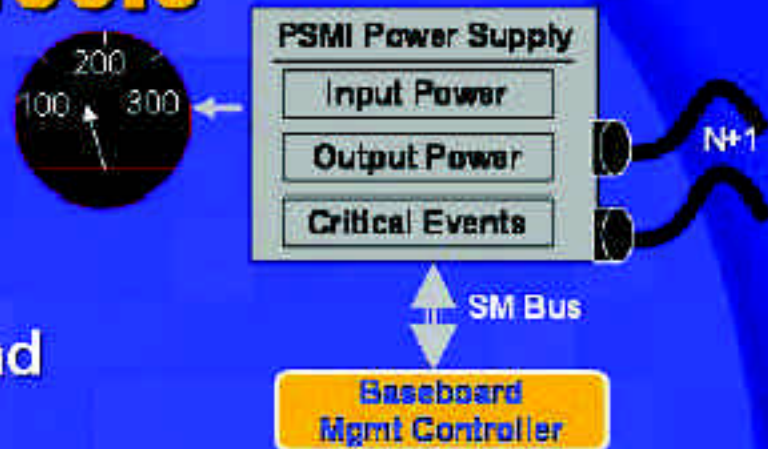 PSMI Power Supply
200
100
300
Input Power
Output Power
Critical Events
N+1
SM Bus
Baseboard
Mgmt Controller